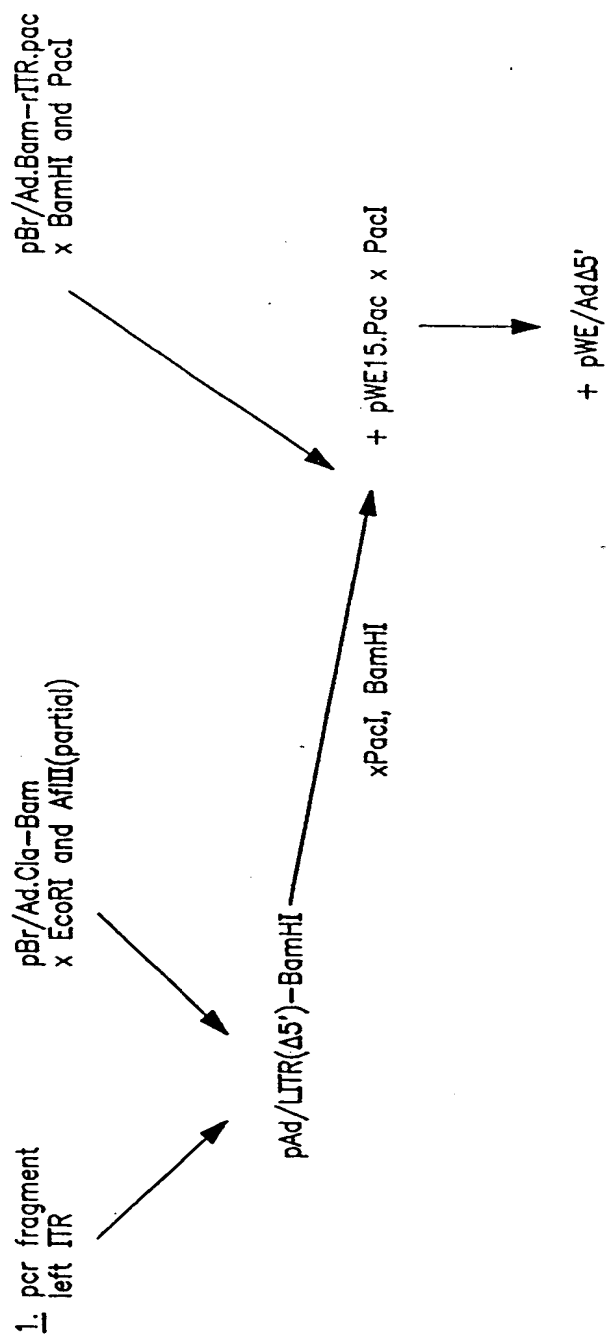 1. pcr fragment
left ITR
pBr/Ad.Cla-Bam
x EcoRI and AflII(partial)
pBr/Ad.Bam-rITR.pac
x BamHI and PacI
pAd/LITR(Δ5')-BamHI
xPacI, BamHI
+ pWE15.Pac x PacI
+ pWE/AdΔ5'